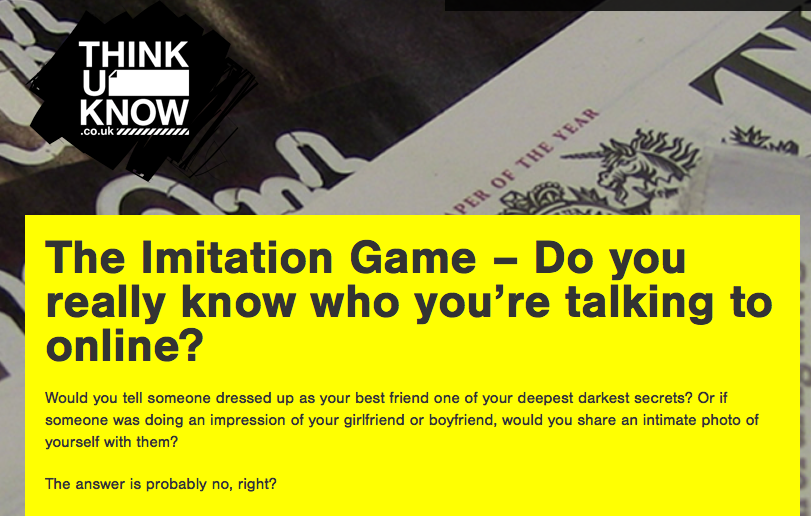 THINK
U
KNOW
.co.uk
PAPER OF THE YEAR
The Imitation Game – Do you
really know who you’re talking to
online?
Would you tell someone dressed up as your best friend one of your deepest darkest secrets? Or if
someone was doing an impression of your girlfriend or boyfriend, would you share an intimate photo of
yourself with them?
The answer is probably no, right?